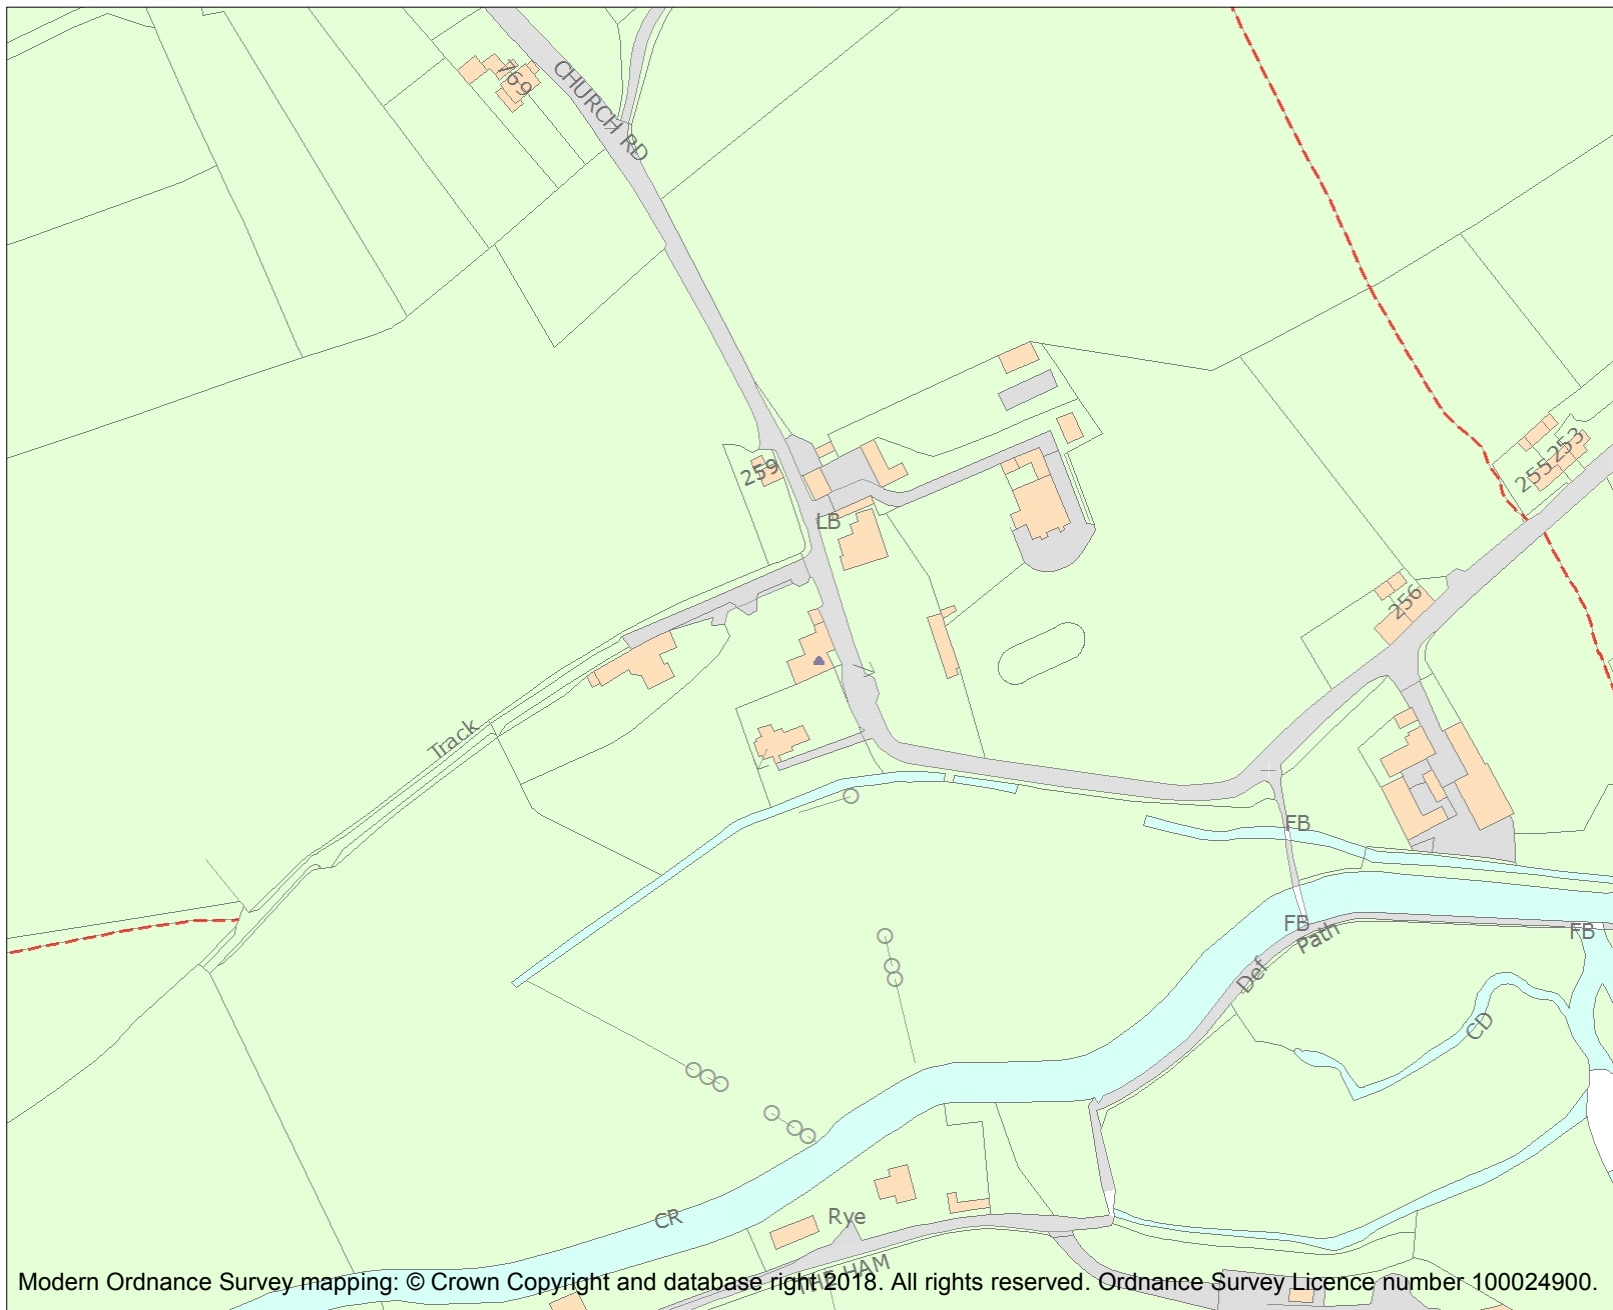 769
CHURCH RD
259
253
255
LB
256
Track
FB
FB
Path
FB
Def
CD
CR
Rye
THE HAM
Modern Ordnance Survey mapping: © Crown Copyright and database right 2018. All rights reserved. Ordnance Survey Licence number 100024900.